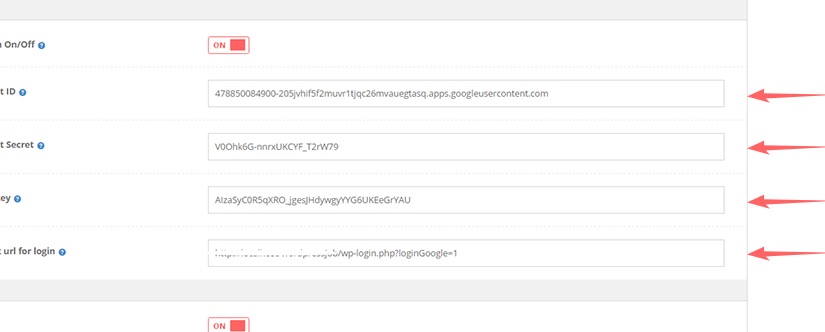 On/Off
ON
t ID
478850084900-205jvhif5f2muvr1tjqc26mvauegtasq.apps.googleusercontent.com
t Secret
V0Ohk6G-nnrxUKCYF_T2rW79
ey
AIzaSyC0R5qXRO_jgesJHdywgyYYG6UKEeGrYAU
url for login
/wp-login.php?loginGoogle=1
ON